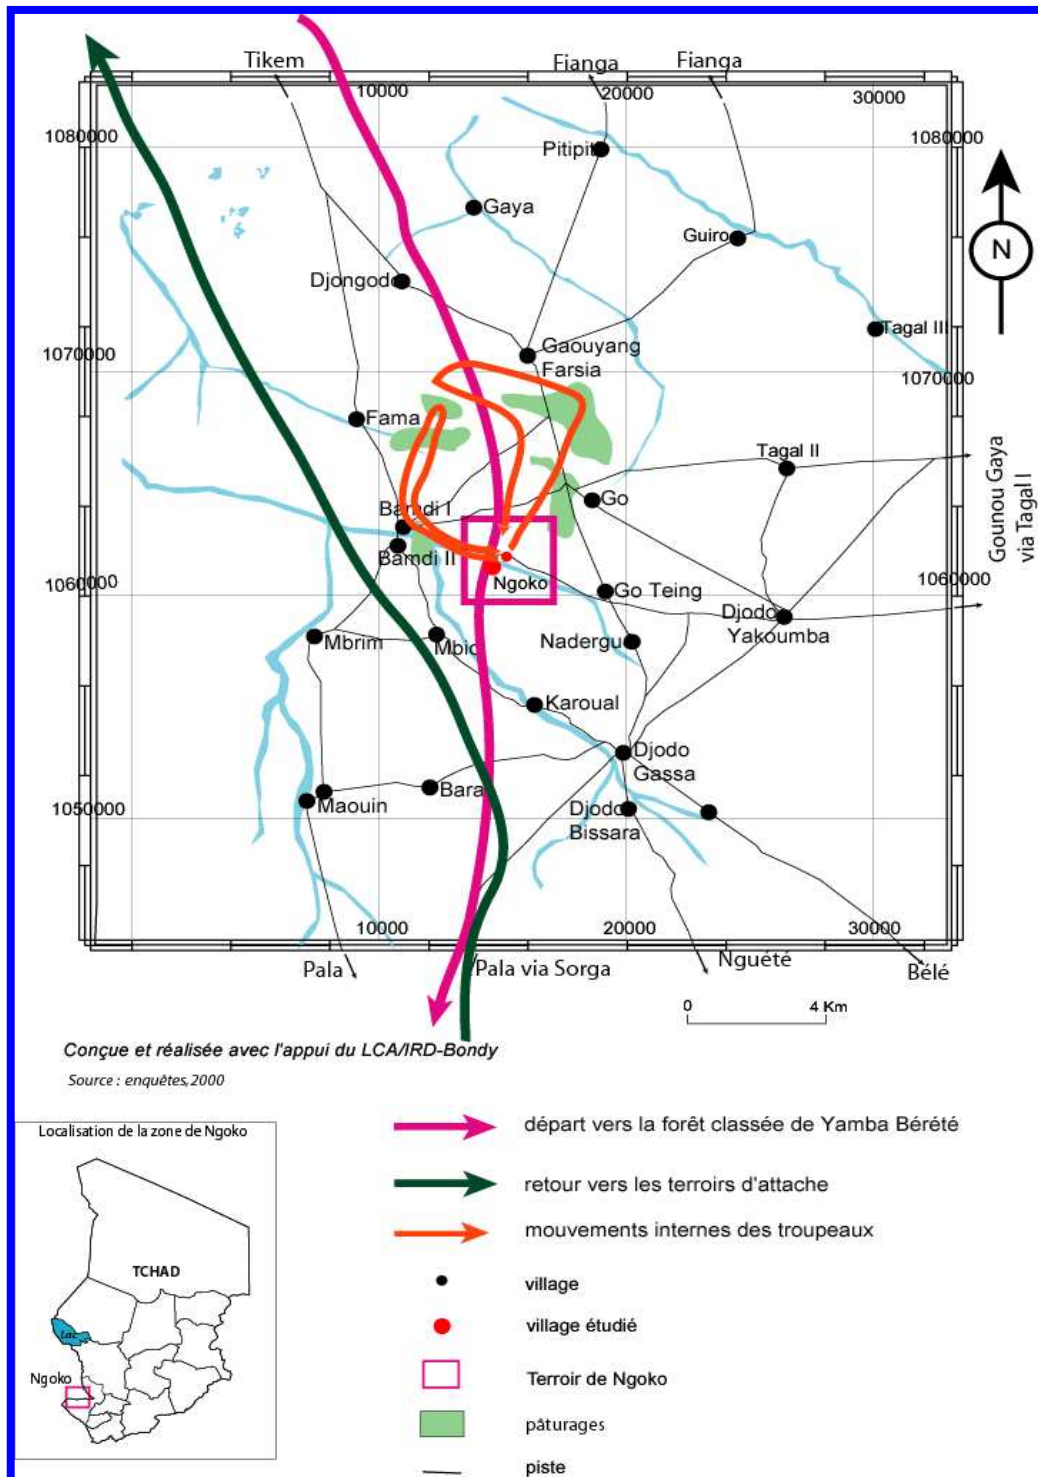 Tikem
Fianga
Fianga
10000
20000
30000
1080000
1080000
Pitipit
Gaya
Guiro
Djongodo
Tagal III
Gaouyang
Farsia
1070000
1070000
Fama
Tagal II
Go
Bamdi I
Bamdi II
Ngoko
Gounou Gaya
via Tagal I
1060000
1060000
Go Teing
Djodo
Yakoumba
Mbrim
Mbic
Nadergu
Karoual
Djodo
Gassa
Bara
Maouin
Djodo
Bissara
1050000
10000
20000
30000
Pala
Pala via Sorga
Nguété
Bélé
N
0
4 Km
Conçue et réalisée avec l'appui du LCA/IRD-Bondy
Source : enquêtes,2000
Localisation de la zone de Ngoko
TCHAD
Lac
Ngoko
départ vers la forêt classée de Yamba Bérété
retour vers les terroirs d'attache
mouvements internes des troupeaux
village
village étudié
Terroir de Ngoko
pâturages
piste